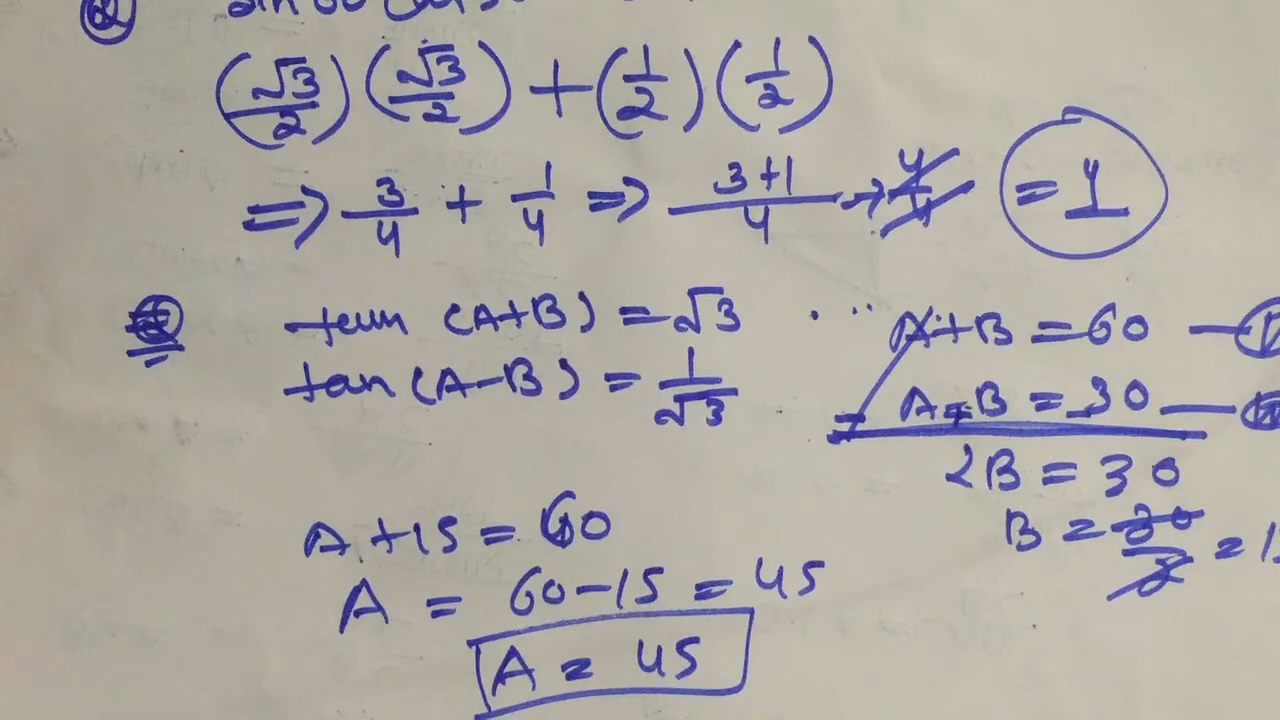 (√3/2) (√3/2) + (1/2) (1/2)
⇒ 3/4 + 1/4 ⇒ 3+1/4 → 4/4 = 1
tan (A+B) = √3
tan (A-B) = 1/√3
A+B = 60 —
A-B = 30 —
2B = 30
B = 30/2 = 1
A+15 = 60
A = 60-15 = 45
A = 45